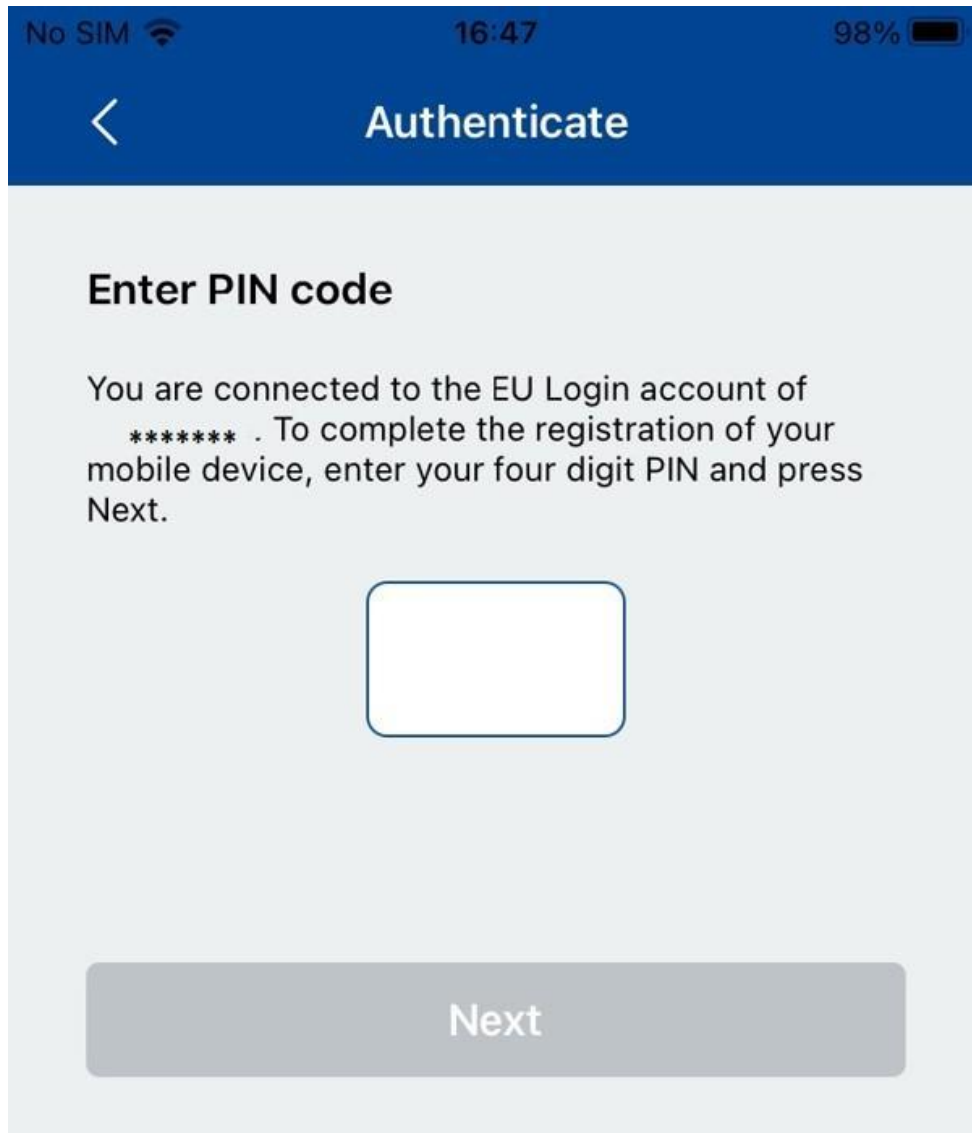 No SIM 16:47 98%
Authenticate
Enter PIN code
You are connected to the EU Login account of
******* . To complete the registration of your
mobile device, enter your four digit PIN and press
Next.
Next